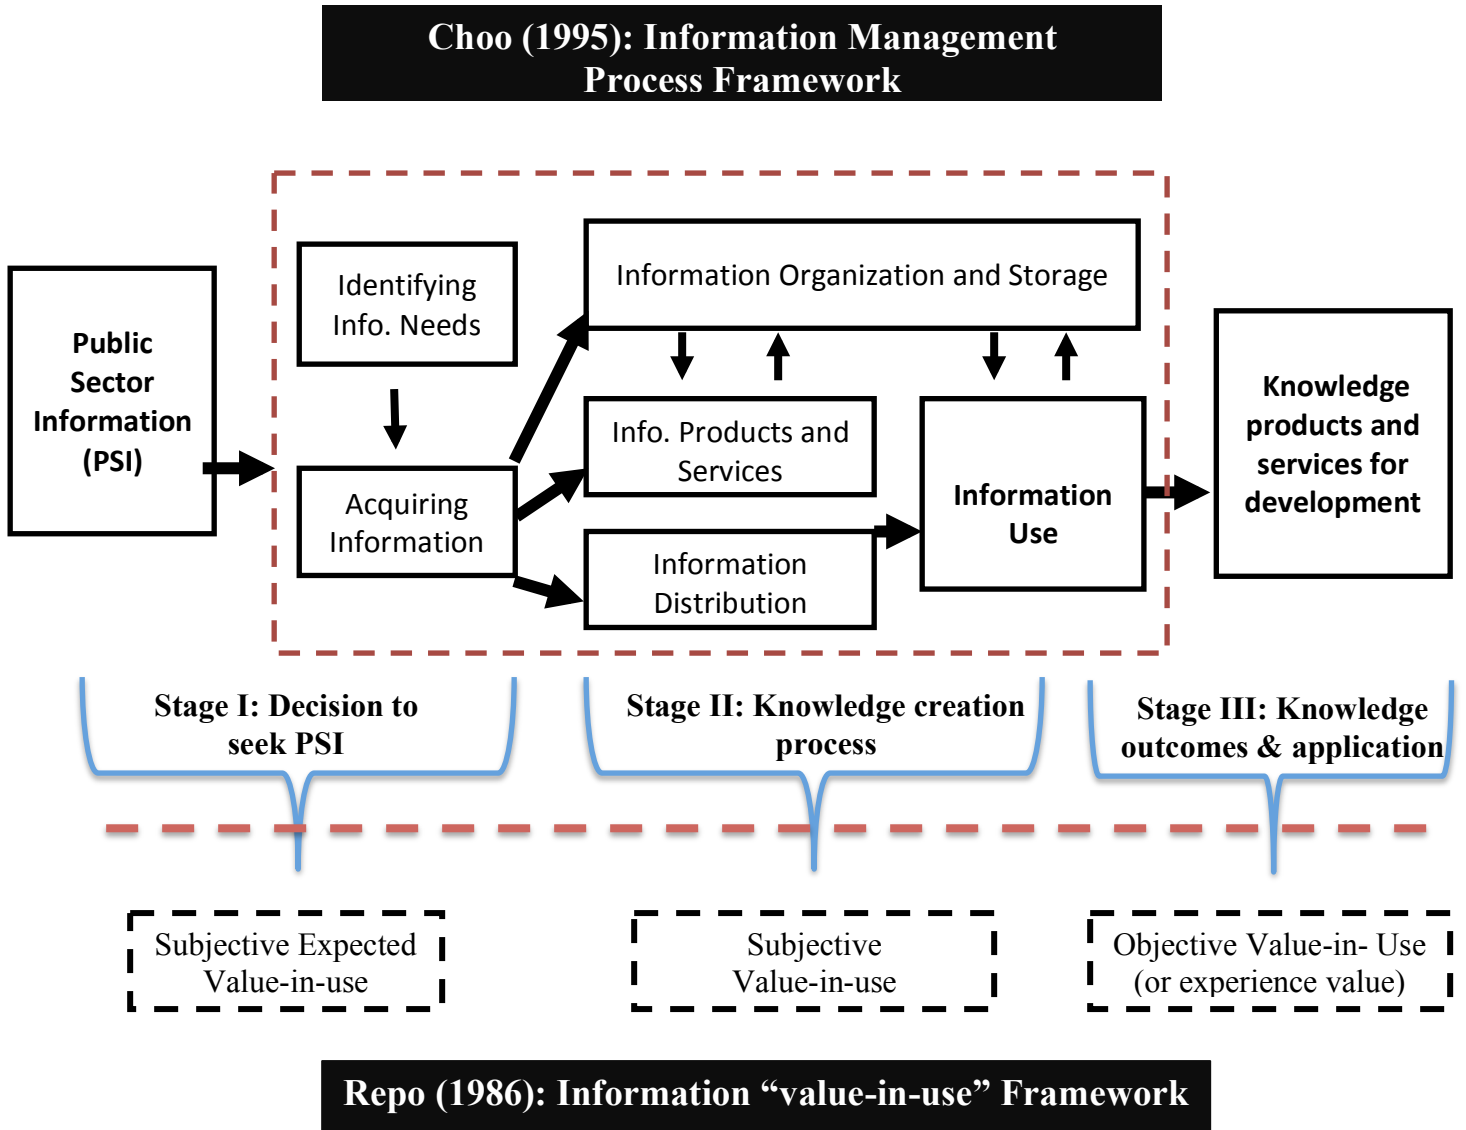 Choo (1995): Information Management
Process Framework
Public
Sector
Information
(PSI)
Identifying
Info. Needs
Acquiring
Information
Information Organization and Storage
Info. Products and
Services
Information
Distribution
Information
Use
Knowledge
products and
services for
development
Stage I: Decision to
seek PSI
Stage II: Knowledge creation
process
Stage III: Knowledge
outcomes & application
Subjective Expected
Value-in-use
Subjective
Value-in-use
Objective Value-in- Use
(or experience value)
Repo (1986): Information “value-in-use” Framework